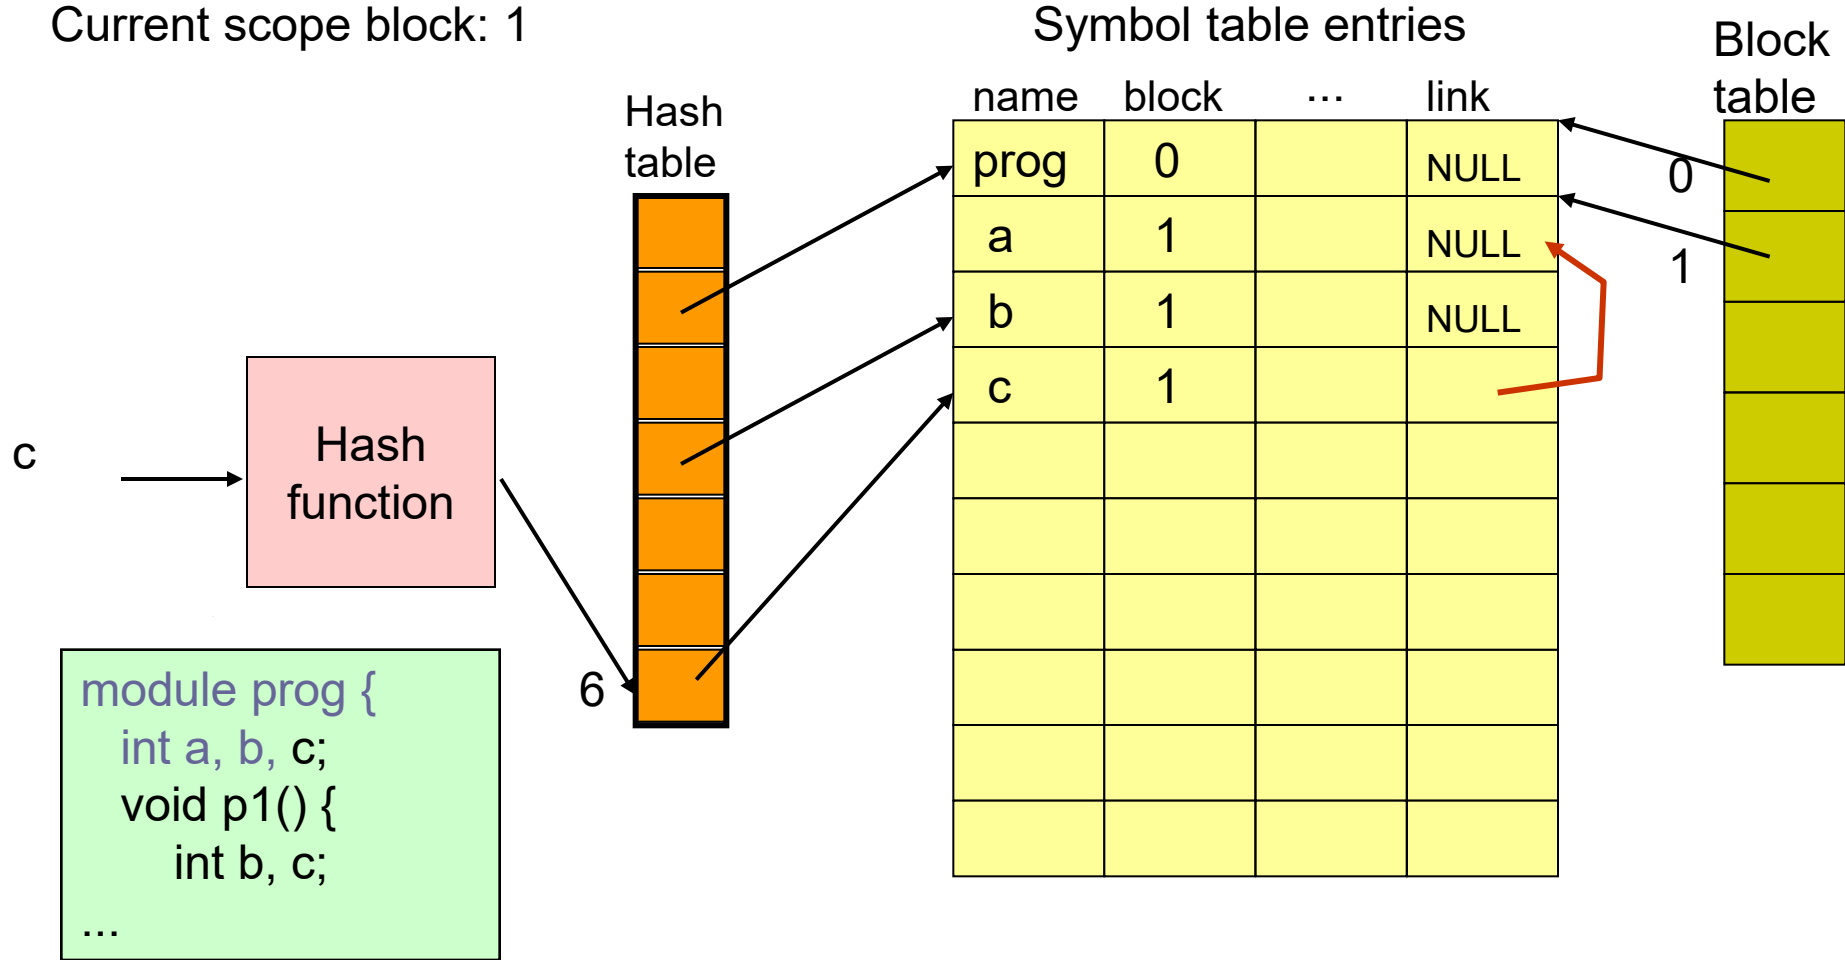 Current scope block: 1
Symbol table entries
Block
table
Hash
table
name block ... link
prog 0 NULL
a 1 NULL
b 1 NULL
c 1
0
1
c
Hash
function
6
module prog {
int a, b, c;
void p1() {
int b, c;
...